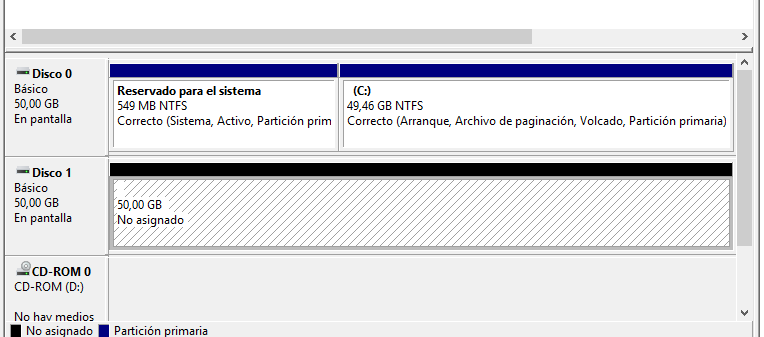 Disco 0
Básico
50,00 GB
En pantalla
Reservado para el sistema
549 MB NTFS
Correcto (Sistema, Activo, Partición prim
(C:)
49,46 GB NTFS
Correcto (Arranque, Archivo de paginación, Volcado, Partición primaria)
Disco 1
Básico
50,00 GB
En pantalla
50,00 GB
No asignado
CD-ROM 0
CD-ROM (D:)
No hay medios
No asignado
Partición primaria